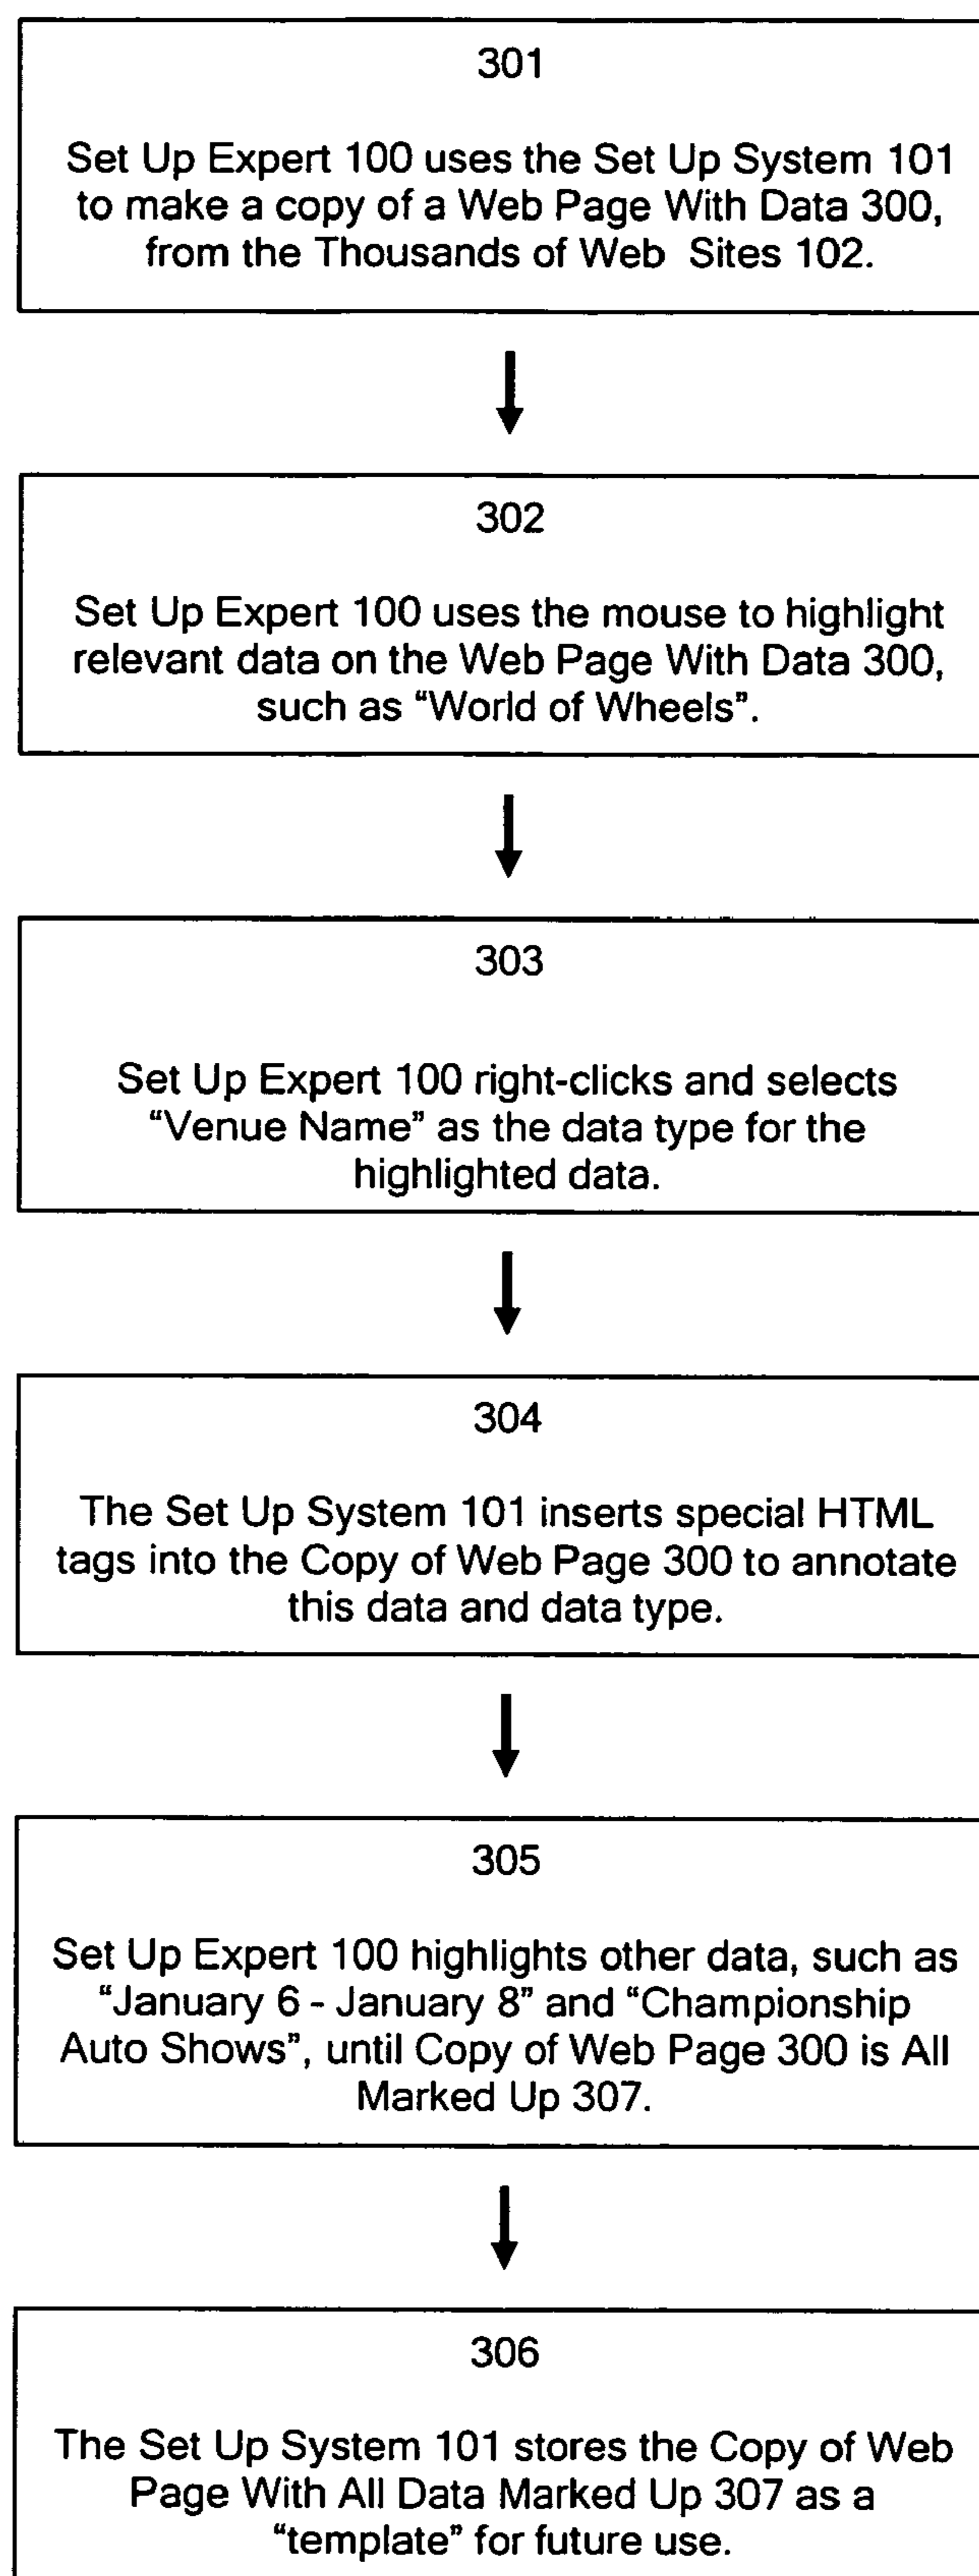 301
Set Up Expert 100 uses the Set Up System 101
to make a copy of a Web Page With Data 300,
from the Thousands of Web Sites 102.
302
Set Up Expert 100 uses the mouse to highlight
relevant data on the Web Page With Data 300,
such as “World of Wheels”.
303
Set Up Expert 100 right-clicks and selects
“Venue Name” as the data type for the
highlighted data.
304
The Set Up System 101 inserts special HTML
tags into the Copy of Web Page 300 to annotate
this data and data type.
305
Set Up Expert 100 highlights other data, such as
“January 6 - January 8” and “Championship
Auto Shows”, until Copy of Web Page 300 is All
Marked Up 307.
306
The Set Up System 101 stores the Copy of Web
Page With All Data Marked Up 307 as a
“template” for future use.